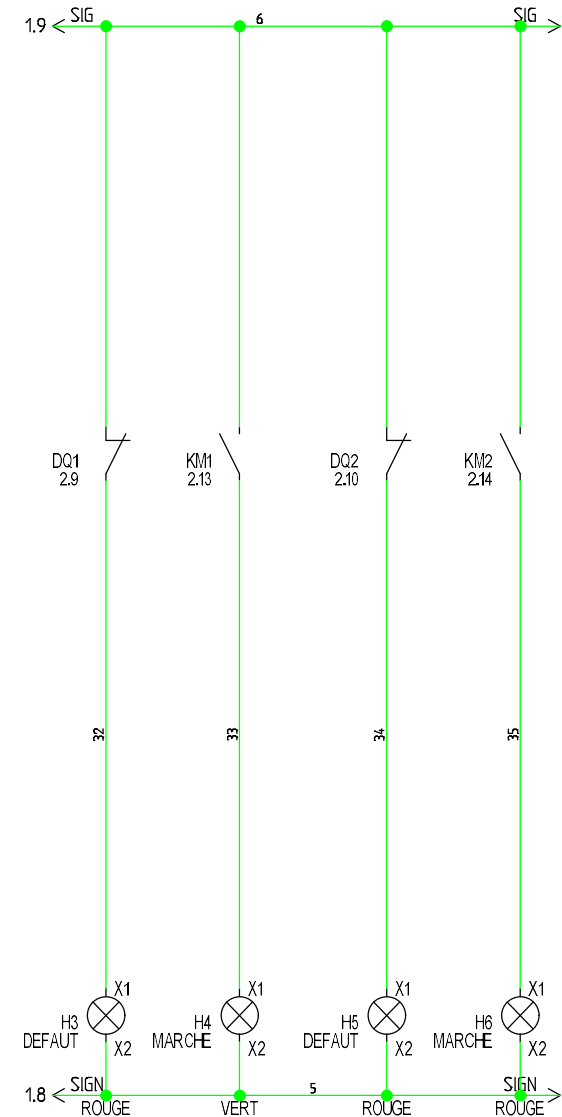 1.9 SIG 6 SIG
DQ1 KM1 DQ2 KM2
2.9 2.13 2.10 2.14
32 33 34 35
X1 X1 X1 X1
H3 H4 H5 H6
DEFAUT MARCHE DEFAUT MARCHE
X2 X2 X2 X2
1.8 SIGN 5 SIGN
ROUGE VERT ROUGE ROUGE